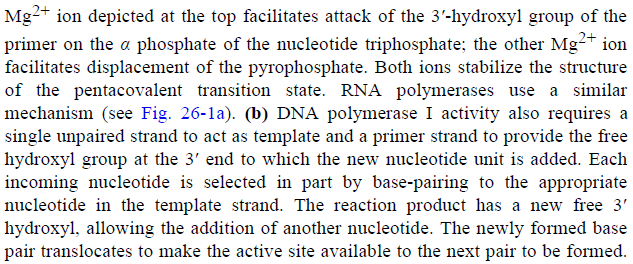 Mg²⁺ ion depicted at the top facilitates attack of the 3′-hydroxyl group of the
primer on the α phosphate of the nucleotide triphosphate; the other Mg²⁺ ion
facilitates displacement of the pyrophosphate. Both ions stabilize the structure
of the pentacovalent transition state. RNA polymerases use a similar
mechanism (see Fig. 26-1a). (b) DNA polymerase I activity also requires a
single unpaired strand to act as template and a primer strand to provide the free
hydroxyl group at the 3′ end to which the new nucleotide unit is added. Each
incoming nucleotide is selected in part by base-pairing to the appropriate
nucleotide in the template strand. The reaction product has a new free 3′
hydroxyl, allowing the addition of another nucleotide. The newly formed base
pair translocates to make the active site available to the next pair to be formed.